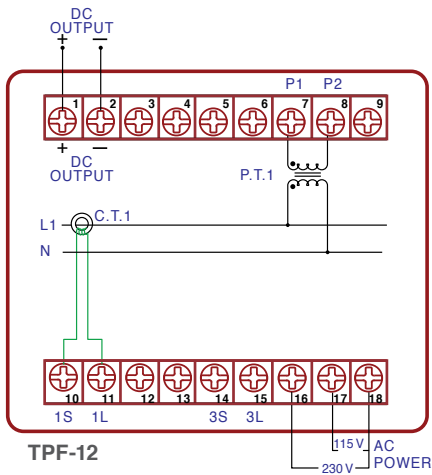 DC
OUTPUT
+ −
P1 P2
1 2 3 4 5 6 7 8 9
+ −
DC
OUTPUT
P.T.1
C.T.1
L1
N
10 11 12 13 14 15 16 17 18
1S 1L 3S 3L
TPF-12
115 V AC
230 V POWER